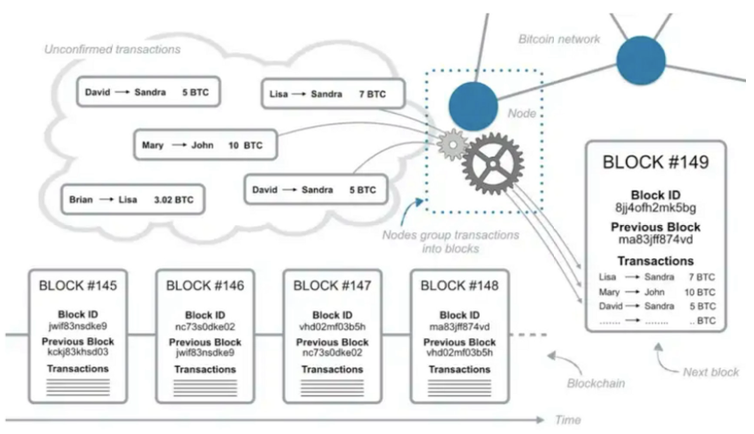 Unconfirmed transactions
David → Sandra 5 BTC
Lisa → Sandra 7 BTC
Mary → John 10 BTC
Brian → Lisa 3.02 BTC
David → Sandra 5 BTC
Bitcoin network
Node
Nodes group transactions
into blocks
BLOCK #149
Block ID
8jj4ofh2mk5bg
Previous Block
ma83jff874vd
Transactions
Lisa → Sandra 7 BTC
Mary → John 10 BTC
David → Sandra 5 BTC
....... → ....... .. BTC
Next block
BLOCK #145
Block ID
jwif83nsdke9
Previous Block
kckj83khsd03
Transactions
BLOCK #146
Block ID
nc73s0dke02
Previous Block
jwif83nsdke9
Transactions
BLOCK #147
Block ID
vhd02mf03b5h
Previous Block
nc73s0dke02
Transactions
BLOCK #148
Block ID
ma83jff874vd
Previous Block
vhd02mf03b5h
Transactions
Blockchain
Time